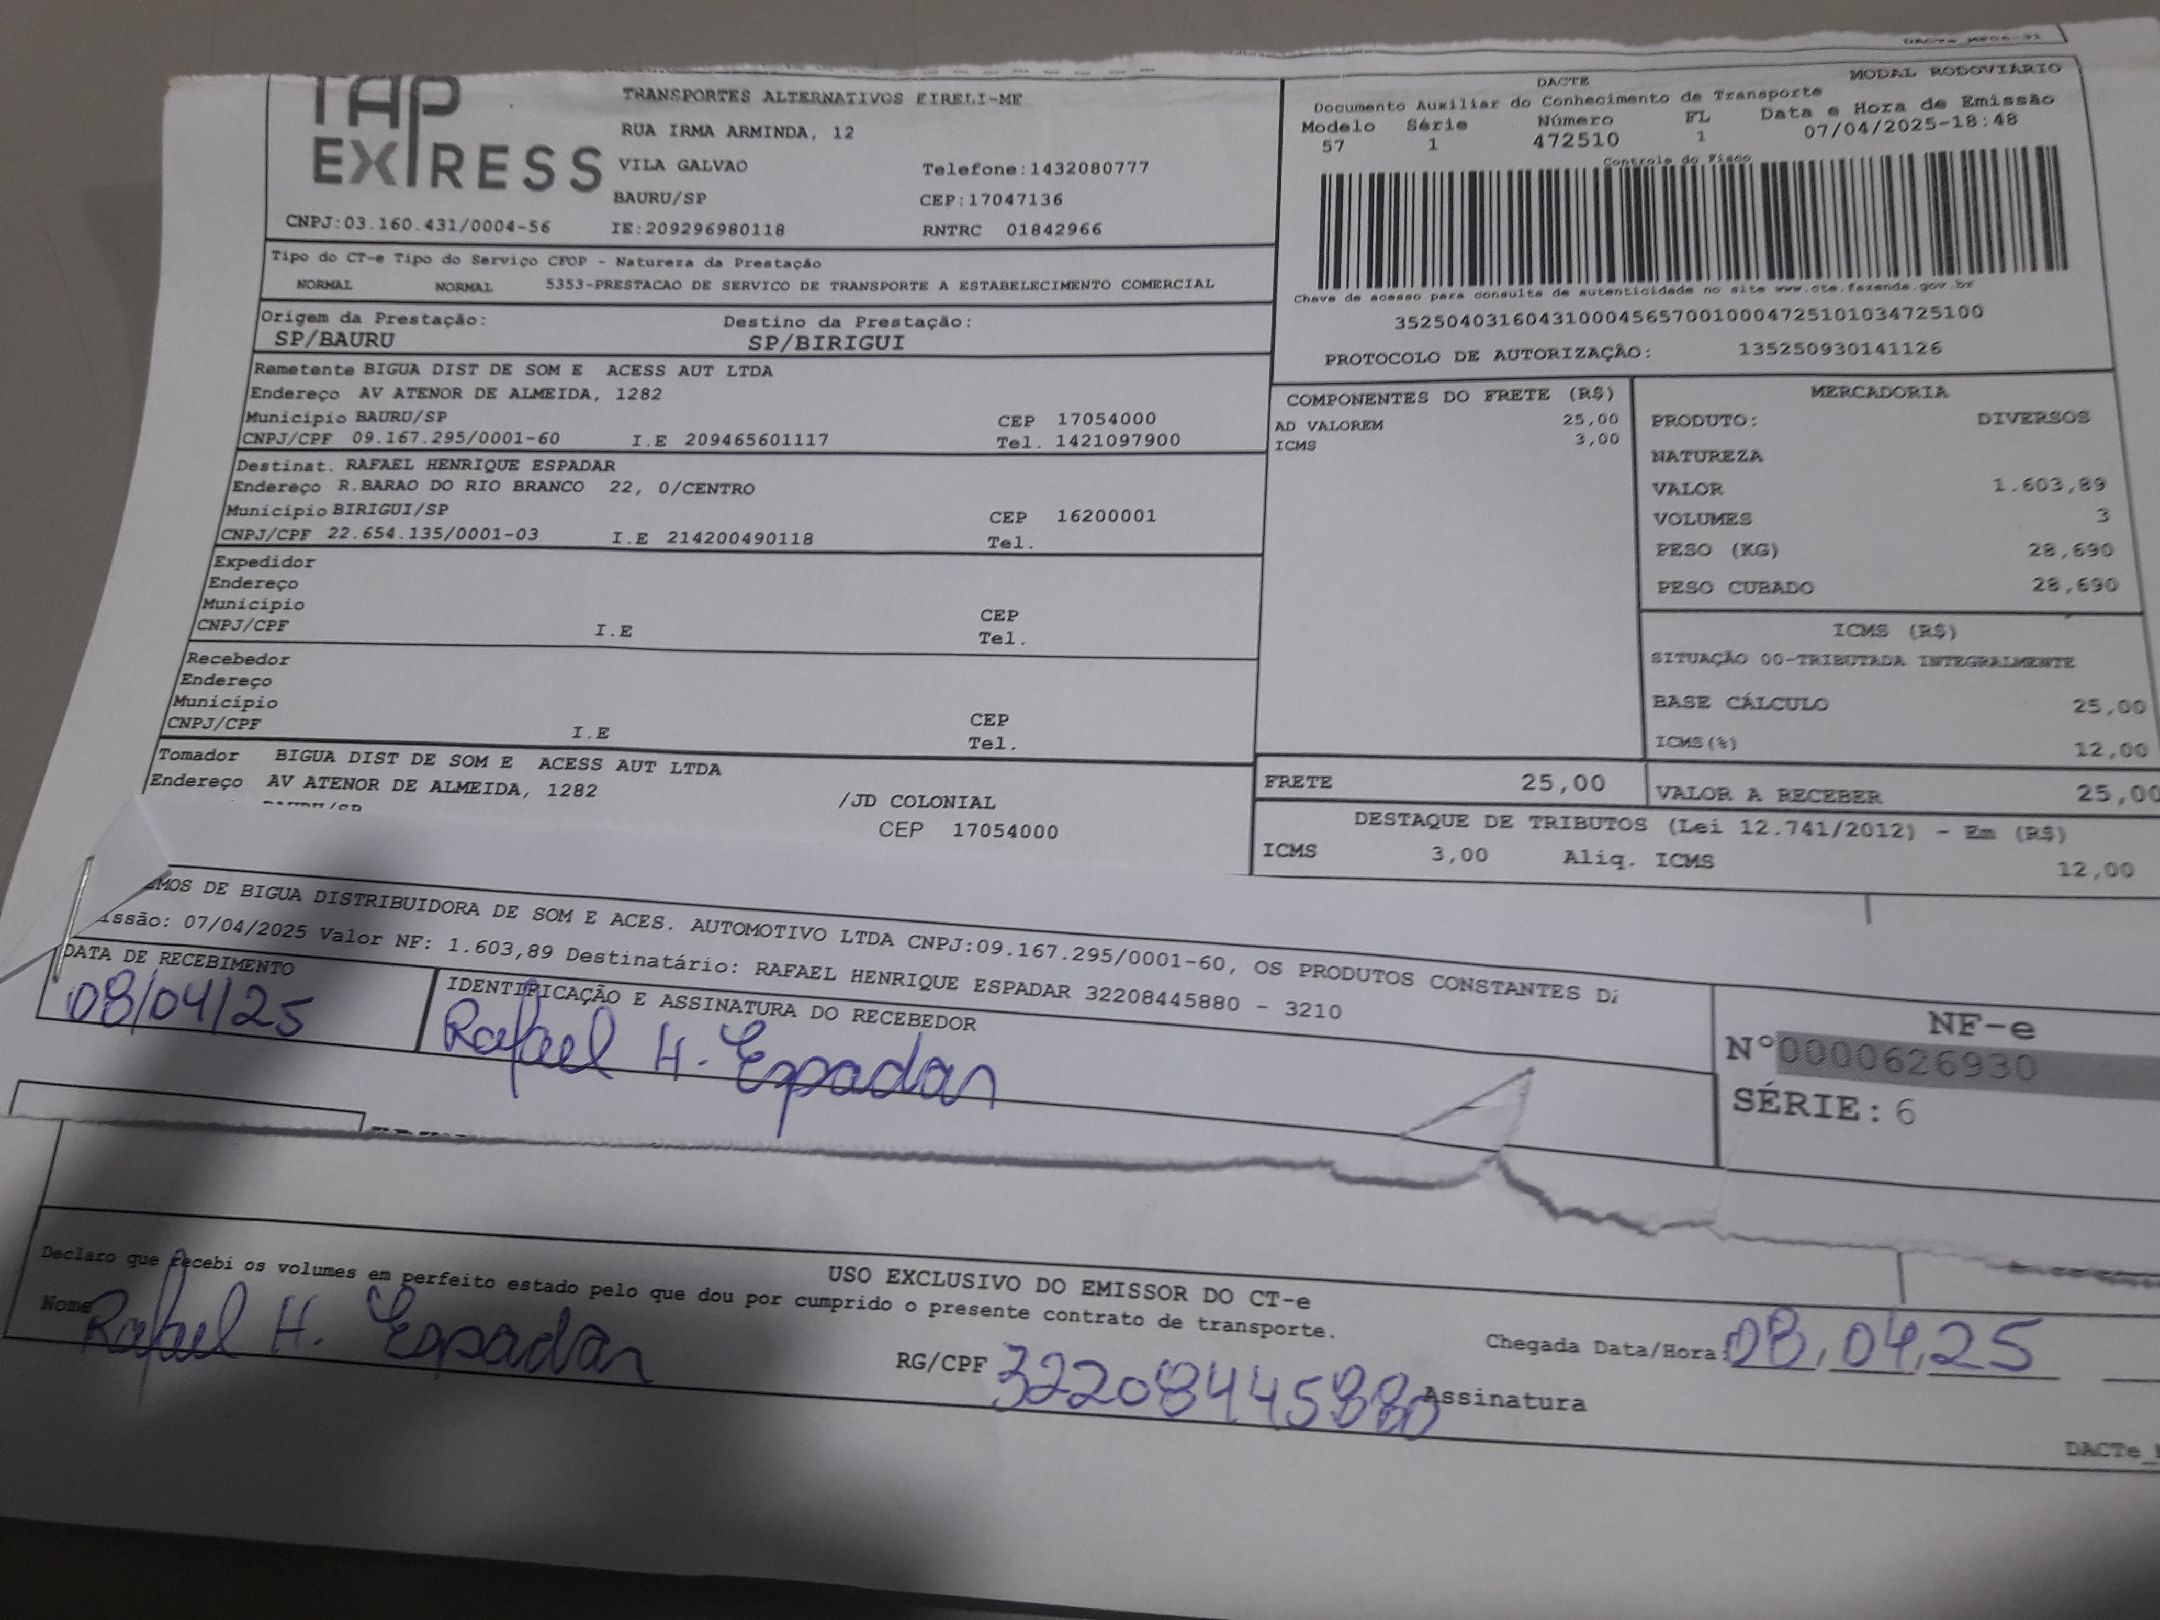 TAP
EXPRESS
CNPJ:03.160.431/0004-56
TRANSPORTES ALTERNATIVOS EIRELI-ME
RUA IRMA ARMINDA, 12
VILA GALVAO Telefone:1432080777
BAURU/SP CEP:17047136
IE:209296980118 RNTRC 01842966
DACTE MODAL RODOVIÁRIO
Documento Auxiliar do Conhecimento de Transporte
Modelo Série Número FL Data e Hora de Emissão
57 1 472510 1 07/04/2025-18:48
Controle do Fisco
Chave de acesso para consulta de autenticidade no site www.cte.fazenda.gov.br
35250403160431000456570010004725101034725100
PROTOCOLO DE AUTORIZAÇÃO: 135250930141126
Tipo do CT-e Tipo do Serviço CFOP - Natureza da Prestação
NORMAL NORMAL 5353-PRESTACAO DE SERVICO DE TRANSPORTE A ESTABELECIMENTO COMERCIAL
Origem da Prestação: Destino da Prestação:
SP/BAURU SP/BIRIGUI
Remetente BIGUA DIST DE SOM E ACESS AUT LTDA
Endereço AV ATENOR DE ALMEIDA, 1282
Município BAURU/SP CEP 17054000
CNPJ/CPF 09.167.295/0001-60 I.E 209465601117 Tel. 1421097900
Destinat. RAFAEL HENRIQUE ESPADAR
Endereço R.BARAO DO RIO BRANCO 22, 0/CENTRO
Município BIRIGUI/SP CEP 16200001
CNPJ/CPF 22.654.135/0001-03 I.E 214200490118 Tel.
Expedidor
Endereço
Município CEP
CNPJ/CPF I.E Tel.
Recebedor
Endereço
Município CEP
CNPJ/CPF I.E Tel.
Tomador BIGUA DIST DE SOM E ACESS AUT LTDA
Endereço AV ATENOR DE ALMEIDA, 1282 /JD COLONIAL
CEP 17054000
COMPONENTES DO FRETE (R$)
AD VALOREM 25,00
ICMS 3,00
MERCADORIA
PRODUTO: DIVERSOS
NATUREZA
VALOR 1.603,89
VOLUMES 3
PESO (KG) 28,690
PESO CUBADO 28,690
ICMS (R$)
SITUAÇÃO 00-TRIBUTADA INTEGRALMENTE
BASE CÁLCULO 25,00
ICMS(%) 12,00
FRETE 25,00 VALOR A RECEBER 25,00
DESTAQUE DE TRIBUTOS (Lei 12.741/2012) - Em (R$)
ICMS 3,00 Aliq. ICMS 12,00
EMOS DE BIGUA DISTRIBUIDORA DE SOM E ACES. AUTOMOTIVO LTDA CNPJ:09.167.295/0001-60, OS PRODUTOS CONSTANTES DA
issão: 07/04/2025 Valor NF: 1.603,89 Destinatário: RAFAEL HENRIQUE ESPADAR 32208445880 - 3210
DATA DE RECEBIMENTO IDENTIFICAÇÃO E ASSINATURA DO RECEBEDOR
08/04/25 Rafael H. Espadar
NF-e
Nº0000626930
SÉRIE: 6
USO EXCLUSIVO DO EMISSOR DO CT-e
Declaro que recebi os volumes em perfeito estado pelo que dou por cumprido o presente contrato de transporte.
Nome Rafael H. Espadar RG/CPF 32208445880 Assinatura
Chegada Data/Hora: 08,04,25
DACTe_